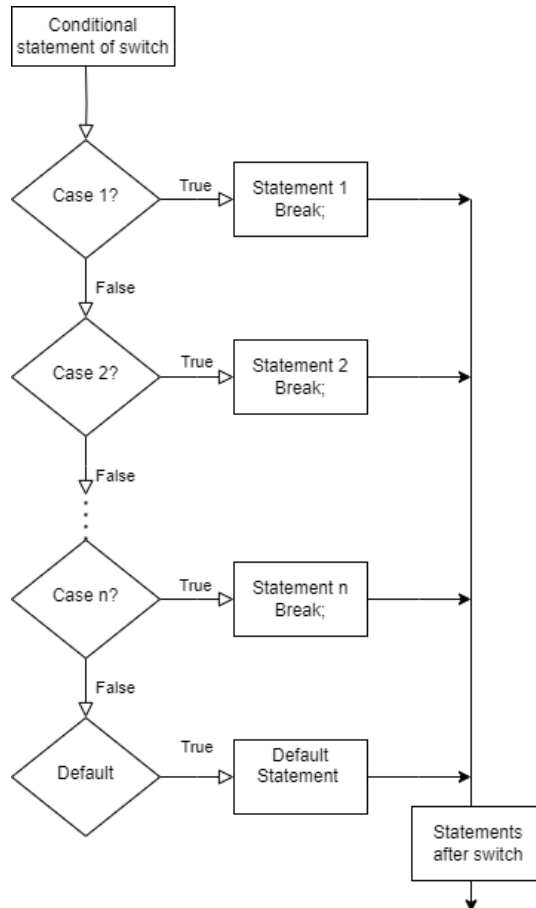 Conditional
statement of switch
Case 1?
True
Statement 1
Break;
False
Case 2?
True
Statement 2
Break;
False
Case n?
True
Statement n
Break;
False
Default
True
Default
Statement
Statements
after switch